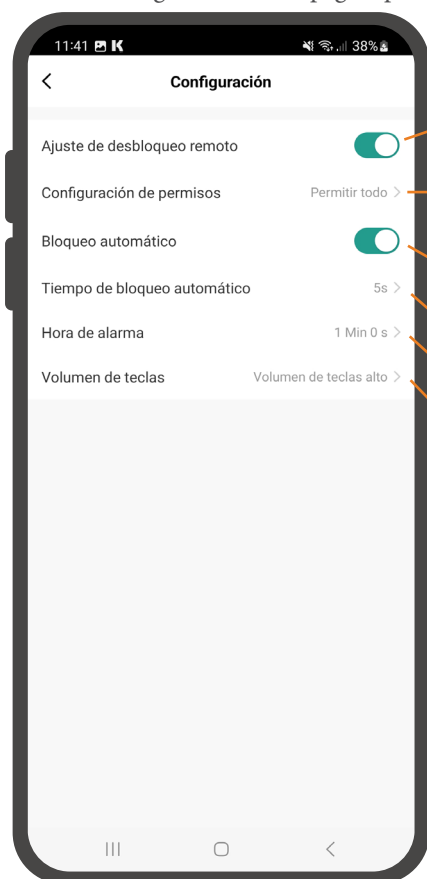 11:41 K 38%
Configuración
Ajuste de desbloqueo remoto
Configuración de permisos Permitir todo >
Bloqueo automático
Tiempo de bloqueo automático 5s >
Hora de alarma 1 Min 0 s >
Volumen de teclas Volumen de teclas alto >